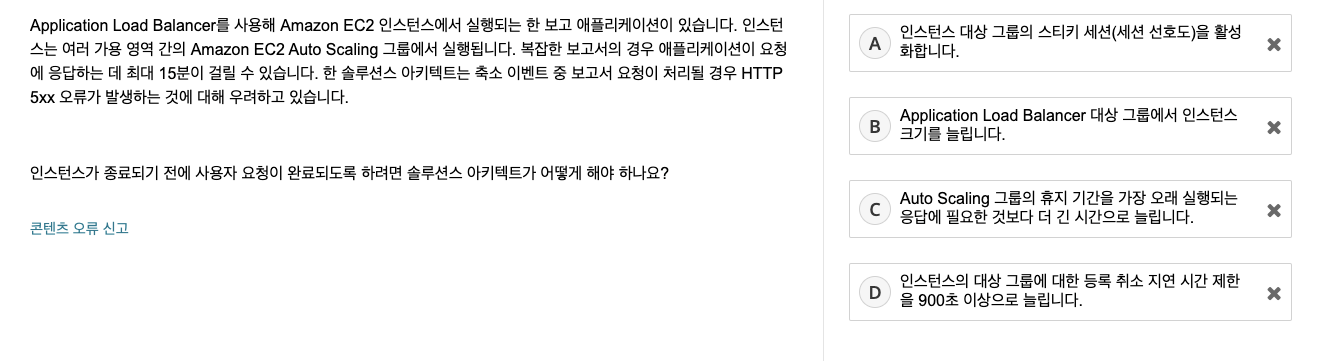 Application Load Balancer를 사용해 Amazon EC2 인스턴스에서 실행되는 한 보고 애플리케이션이 있습니다. 인스턴
스는 여러 가용 영역 간의 Amazon EC2 Auto Scaling 그룹에서 실행됩니다. 복잡한 보고서의 경우 애플리케이션이 요청
에 응답하는 데 최대 15분이 걸릴 수 있습니다. 한 솔루션스 아키텍트는 축소 이벤트 중 보고서 요청이 처리될 경우 HTTP
5xx 오류가 발생하는 것에 대해 우려하고 있습니다.
인스턴스가 종료되기 전에 사용자 요청이 완료되도록 하려면 솔루션스 아키텍트가 어떻게 해야 하나요?
콘텐츠 오류 신고
A
인스턴스 대상 그룹의 스티키 세션(세션 선호도)을 활성
화합니다.
B
Application Load Balancer 대상 그룹에서 인스턴스
크기를 늘립니다.
C
Auto Scaling 그룹의 휴지 기간을 가장 오래 실행되는
응답에 필요한 것보다 더 긴 시간으로 늘립니다.
D
인스턴스의 대상 그룹에 대한 등록 취소 지연 시간 제한
을 900초 이상으로 늘립니다.